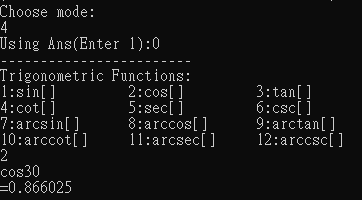 Choose mode:
4
Using Ans(Enter 1):0
------------------------
Trigonometric Functions:
1:sin[] 2:cos[] 3:tan[]
4:cot[] 5:sec[] 6:csc[]
7:arcsin[] 8:arccos[] 9:arctan[]
10:arccot[] 11:arcsec[] 12:arccsc[]
2
cos30
=0.866025